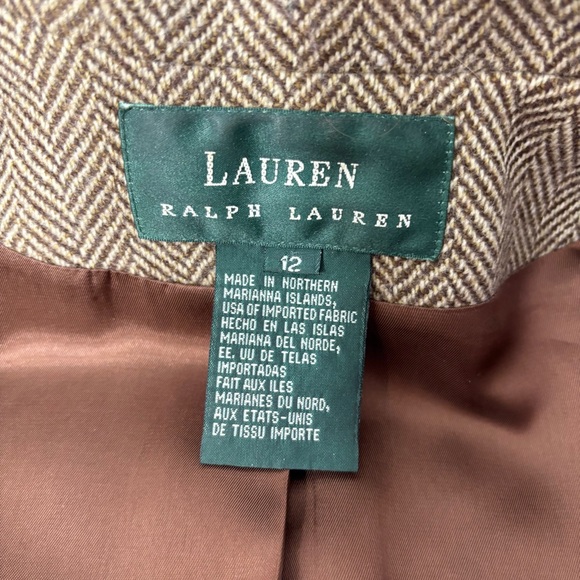 LAUREN
RALPH LAUREN
12
MADE IN NORTHERN
MARIANNA ISLANDS,
USA OF IMPORTED FABRIC
HECHO EN LAS ISLAS
MARIANA DEL NORDE,
EE. UU DE TELAS
IMPORTADAS
FAIT AUX ILES
MARIANES DU NORD,
AUX ETATS-UNIS
DE TISSU IMPORTE